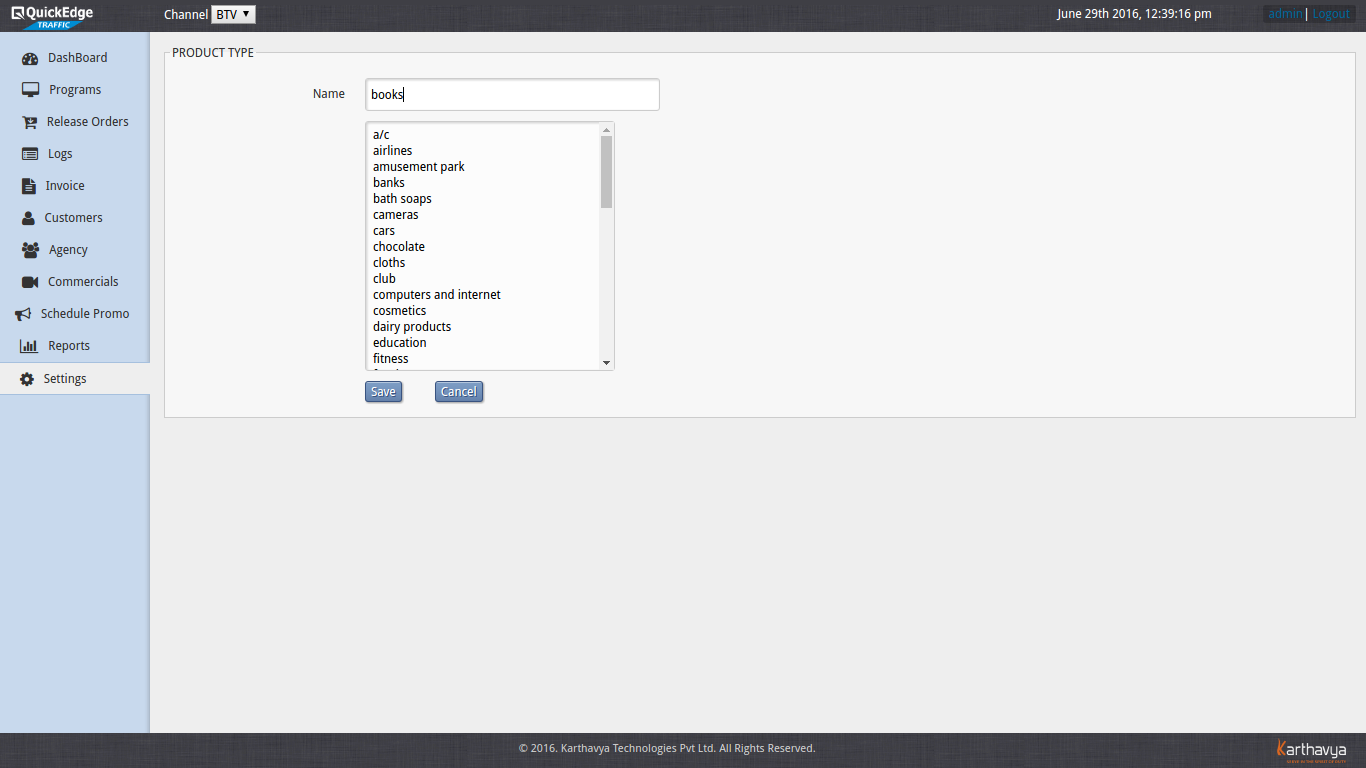 QuickEdge
TRAFFIC
Channel BTV
June 29th 2016, 12:39:16 pm
admin | Logout
DashBoard
Programs
Release Orders
Logs
Invoice
Customers
Agency
Commercials
Schedule Promo
Reports
Settings
PRODUCT TYPE
Name books
a/c
airlines
amusement park
banks
bath soaps
cameras
cars
chocolate
cloths
club
computers and internet
cosmetics
dairy products
education
fitness
Save Cancel
© 2016. Karthavya Technologies Pvt Ltd. All Rights Reserved.
Karthavya